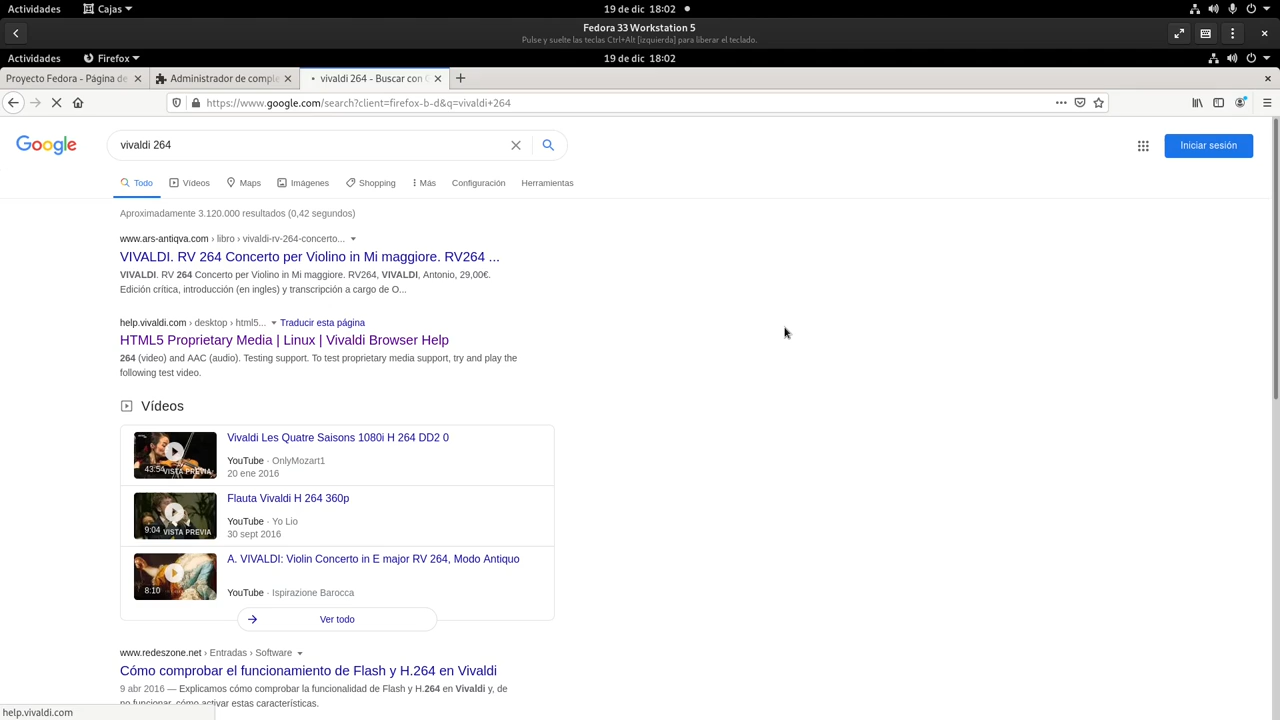 Actividades Cajas 19 de dic 18:02
Fedora 33 Workstation 5
Pulse y suelte las teclas Ctrl+Alt [izquierda] para liberar el teclado.
Actividades Firefox 19 de dic 18:02
Proyecto Fedora - Página de Administrador de comple vivaldi 264 - Buscar con
https://www.google.com/search?client=firefox-b-d&q=vivaldi+264
Google vivaldi 264 Iniciar sesión
Todo Vídeos Maps Imágenes Shopping Más Configuración Herramientas
Aproximadamente 3.120.000 resultados (0,42 segundos)
www.ars-antiqva.com › libro › vivaldi-rv-264-concerto...
VIVALDI. RV 264 Concerto per Violino in Mi maggiore. RV264 ...
VIVALDI. RV 264 Concerto per Violino in Mi maggiore. RV264, VIVALDI, Antonio, 29,00€.
Edición crítica, introducción (en ingles) y transcripción a cargo de O...
help.vivaldi.com › desktop › html5... Traducir esta página
HTML5 Proprietary Media | Linux | Vivaldi Browser Help
264 (video) and AAC (audio). Testing support. To test proprietary media support, try and play the
following test video.
Vídeos
Vivaldi Les Quatre Saisons 1080i H 264 DD2 0
YouTube · OnlyMozart1
43:54 VISTA PREVIA
20 ene 2016
Flauta Vivaldi H 264 360p
YouTube · Yo Lio
9:04 VISTA PREVIA
30 sept 2016
A. VIVALDI: Violin Concerto in E major RV 264, Modo Antiquo
8:10
YouTube · Ispirazione Barocca
Ver todo
www.redeszone.net › Entradas › Software
Cómo comprobar el funcionamiento de Flash y H.264 en Vivaldi
9 abr 2016 — Explicamos cómo comprobar la funcionalidad de Flash y H.264 en Vivaldi y, de
no funcionar, cómo activar estas características.
help.vivaldi.com